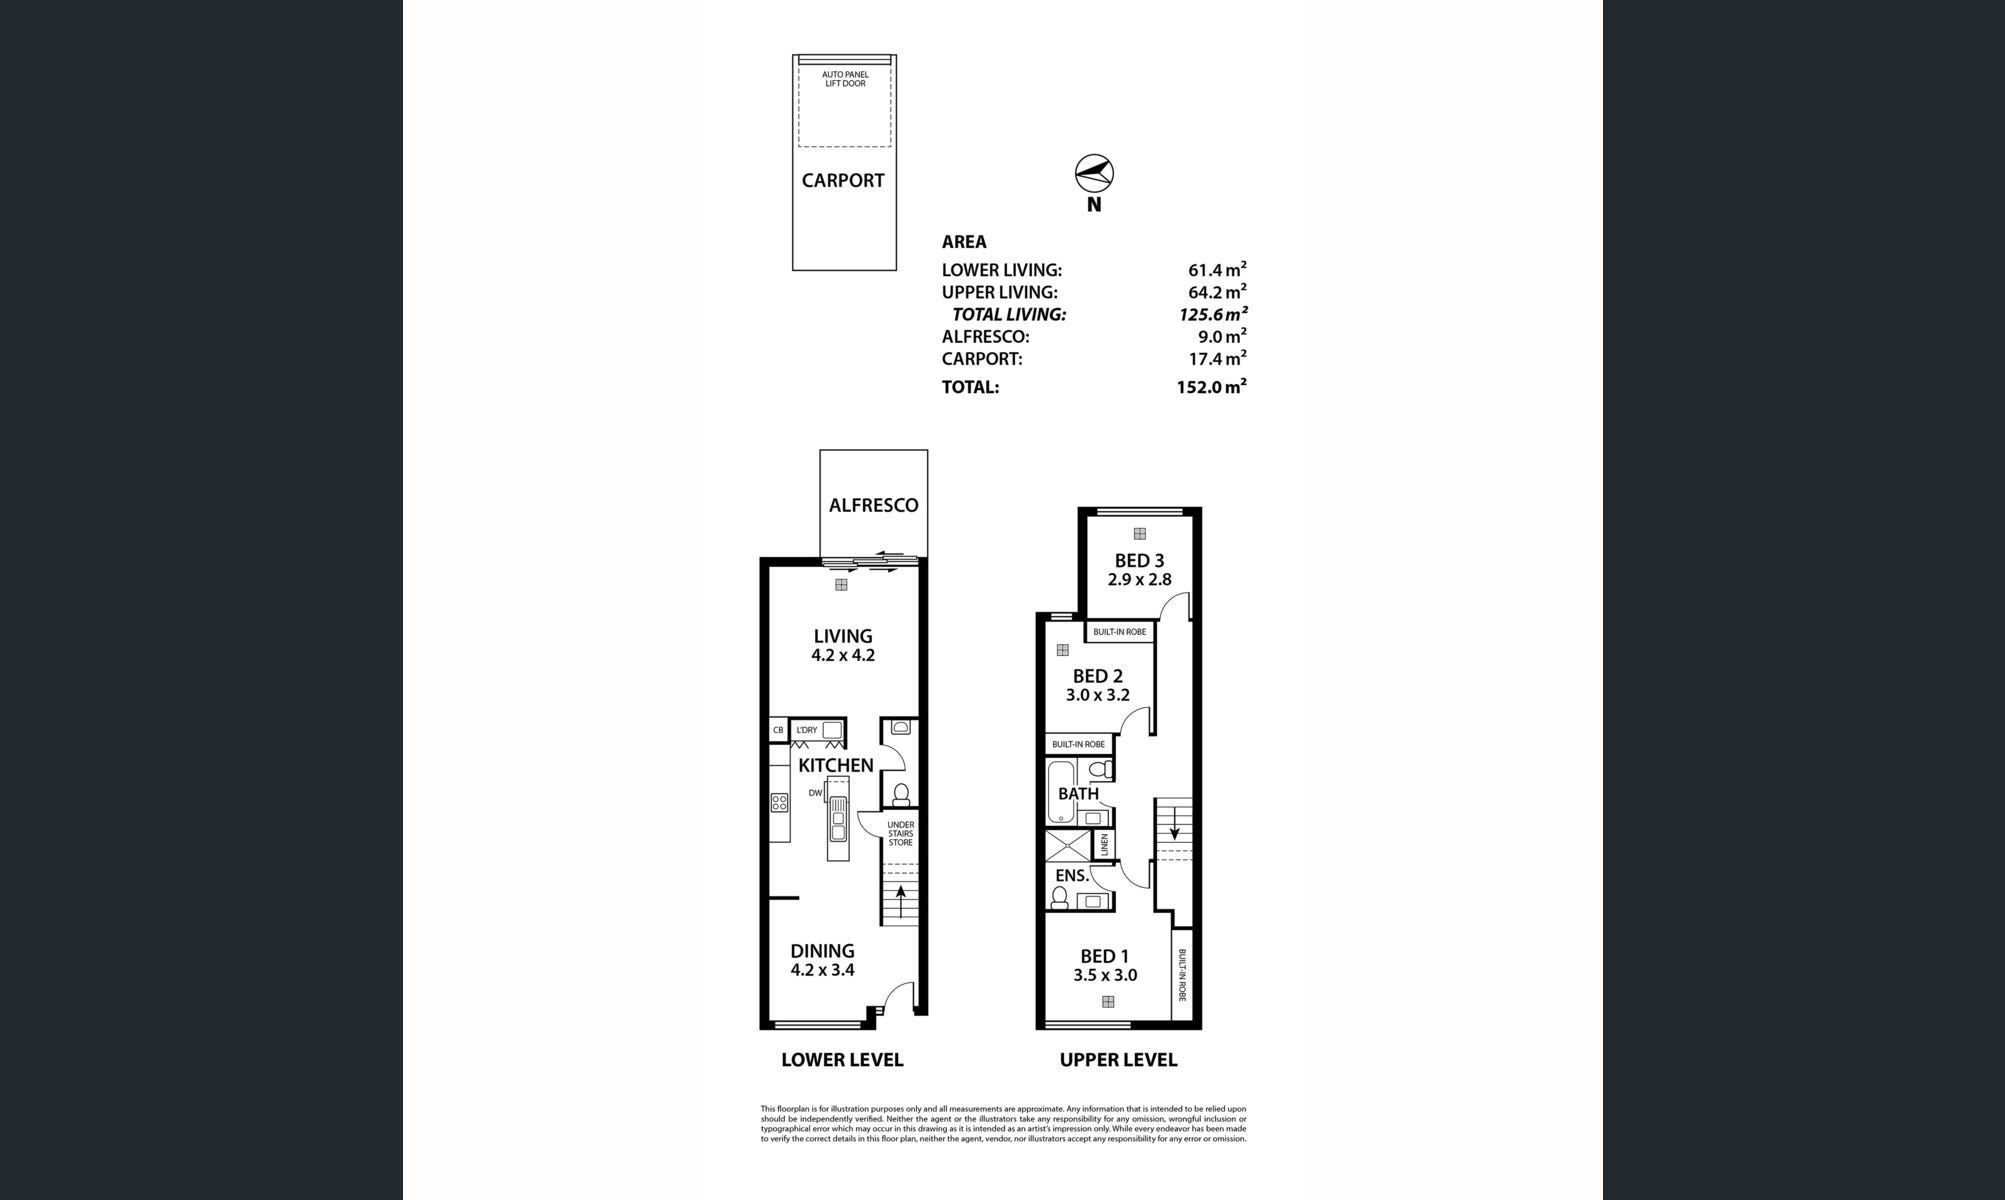 AUTO PANEL
LIFT DOOR
CARPORT
N
AREA
LOWER LIVING: 61.4 m²
UPPER LIVING: 64.2 m²
TOTAL LIVING: 125.6 m²
ALFRESCO: 9.0 m²
CARPORT: 17.4 m²
TOTAL: 152.0 m²
ALFRESCO
LIVING
4.2 x 4.2
CB
L'DRY
KITCHEN
DW
UNDER
STAIRS
STORE
DINING
4.2 x 3.4
LOWER LEVEL
BED 3
2.9 x 2.8
BUILT-IN ROBE
BED 2
3.0 x 3.2
BUILT-IN ROBE
BATH
LINEN
ENS.
BED 1
3.5 x 3.0
BUILT-IN ROBE
UPPER LEVEL
This floorplan is for illustration purposes only and all measurements are approximate. Any information that is intended to be relied upon
should be independently verified. Neither the agent or the illustrators take any responsibility for any omission, wrongful inclusion or
typographical error which may occur in this drawing as it is intended as an artist's impression only. While every endeavor has been made
to verify the correct details in this floor plan, neither the agent, vendor, nor illustrators accept any responsibility for any error or omission.